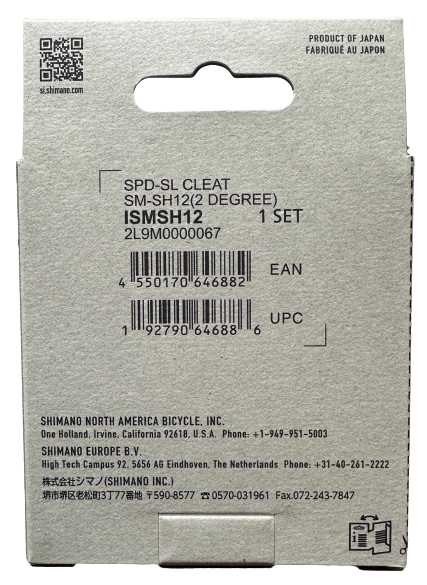 PRODUCT OF JAPAN
FABRIQUÉ AU JAPON
si.shimano.com
SPD-SL CLEAT
SM-SH12(2 DEGREE)
ISMSH12 1 SET
2L9M0000067
4 550170 646882 EAN
1 92790 64688 6 UPC
SHIMANO NORTH AMERICA BICYCLE, INC.
One Holland, Irvine, California 92618, U.S.A. Phone: +1-949-951-5003
SHIMANO EUROPE B.V.
High Tech Campus 92, 5656 AG Eindhoven, The Netherlands Phone: +31-40-261-2222
株式会社シマノ(SHIMANO INC.)
堺市堺区老松町3丁77番地 〒590-8577 ☎0570-031961 Fax.072-243-7847